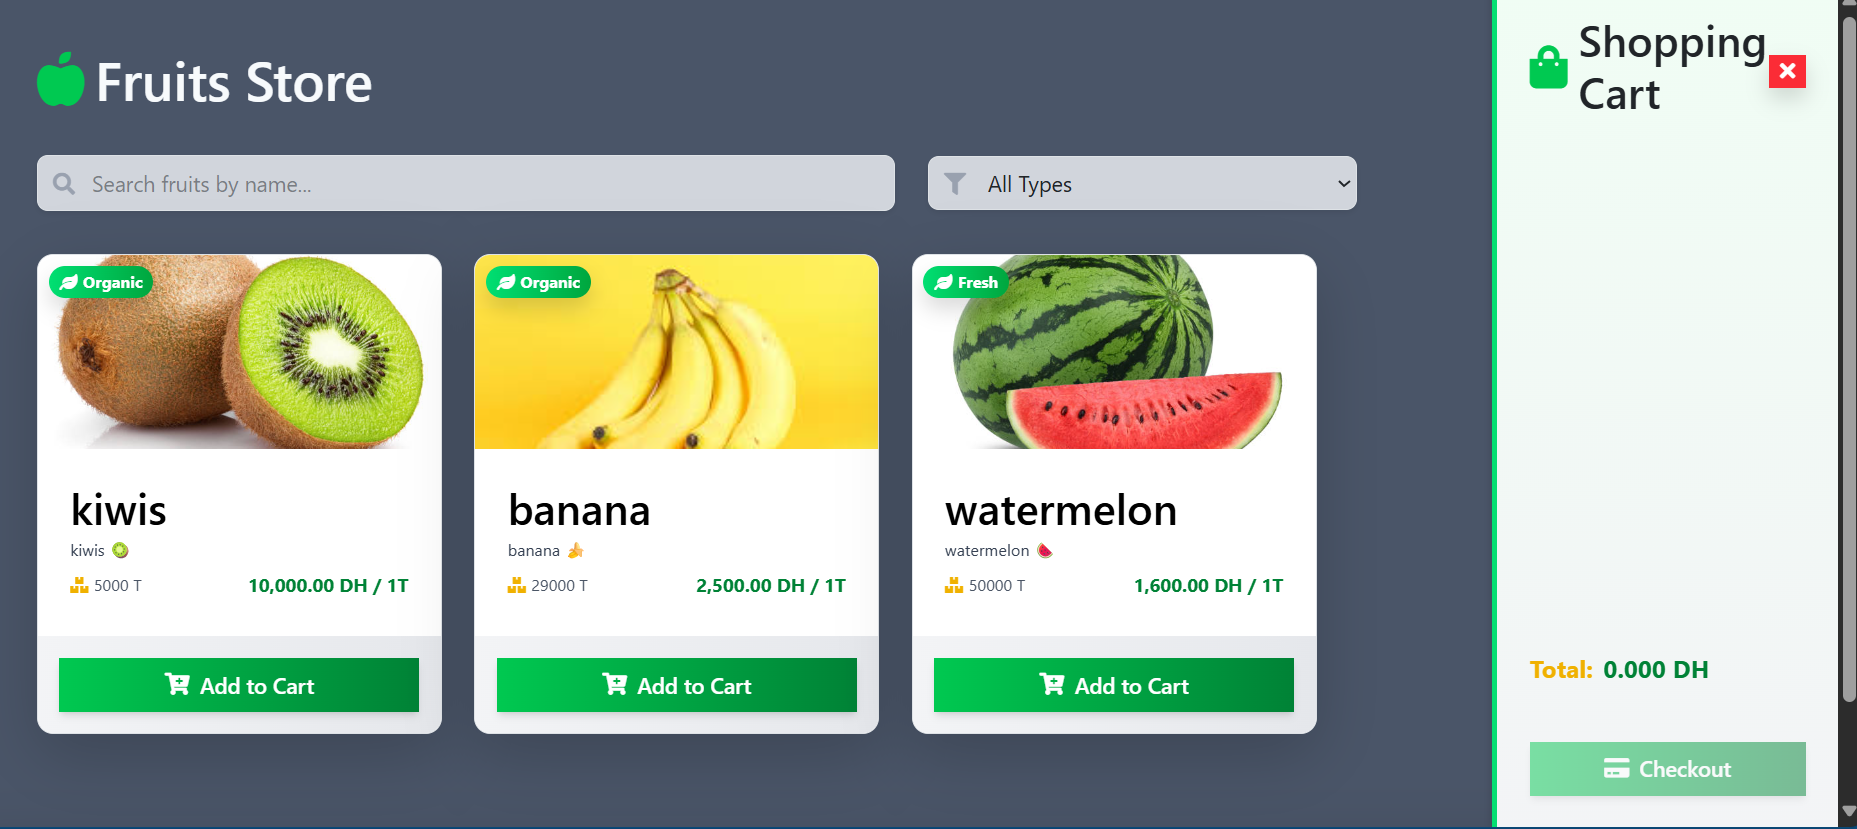 Fruits Store
Search fruits by name...
All Types
Organic
kiwis
kiwis 🥝
5000 T
10,000.00 DH / 1T
Add to Cart
Organic
banana
banana 🍌
29000 T
2,500.00 DH / 1T
Add to Cart
Fresh
watermelon
watermelon 🍉
50000 T
1,600.00 DH / 1T
Add to Cart
Shopping
Cart
Total: 0.000 DH
Checkout